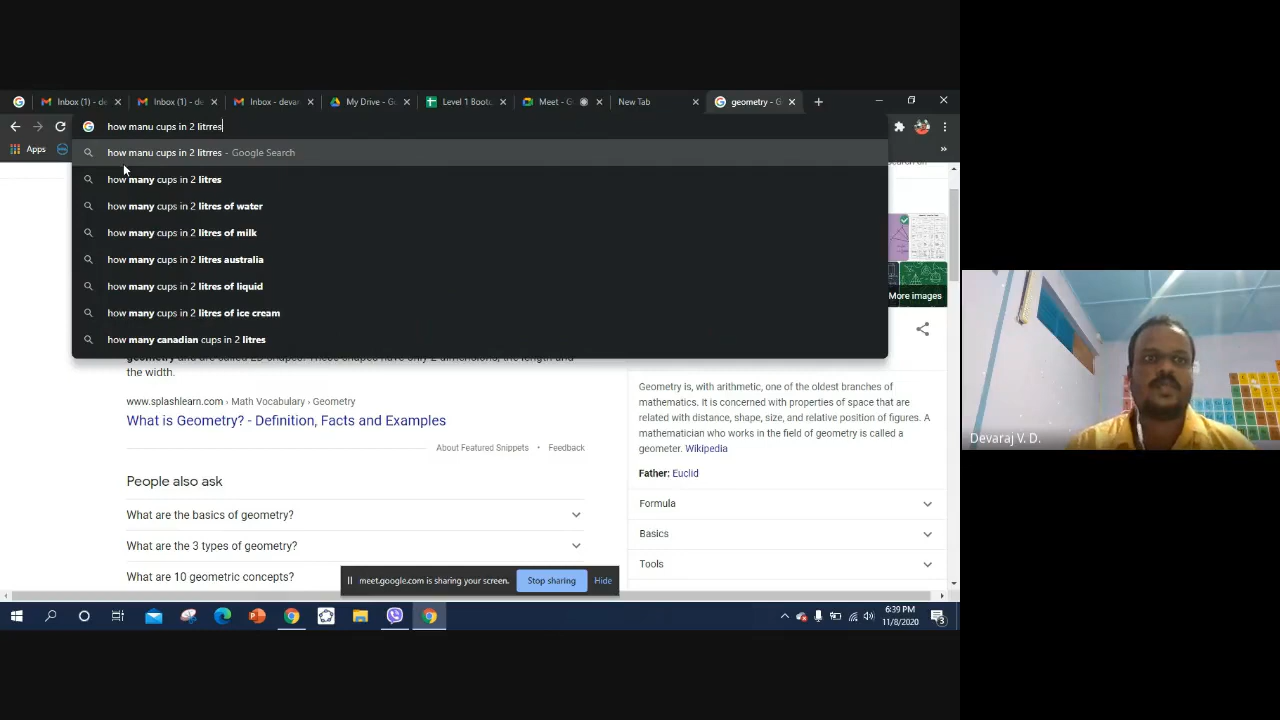 Inbox (1) - de
Inbox (1) - de
Inbox - devar
My Drive - G
Level 1 Boot
Meet - G
New Tab
geometry - G
how manu cups in 2 litrres
Apps
how manu cups in 2 litrres - Google Search
how many cups in 2 litres
how many cups in 2 litres of water
how many cups in 2 litres of milk
how many cups in 2 litres australia
how many cups in 2 litres of liquid
how many cups in 2 litres of ice cream
how many canadian cups in 2 litres
More images
the width.
www.splashlearn.com › Math Vocabulary › Geometry
What is Geometry? - Definition, Facts and Examples
About Featured Snippets • Feedback
People also ask
What are the basics of geometry?
What are the 3 types of geometry?
What are 10 geometric concepts?
Geometry is, with arithmetic, one of the oldest branches of
mathematics. It is concerned with properties of space that are
related with distance, shape, size, and relative position of figures. A
mathematician who works in the field of geometry is called a
geometer. Wikipedia
Father: Euclid
Formula
Basics
Tools
meet.google.com is sharing your screen.
Stop sharing
Hide
6:39 PM
11/8/2020
3
Devaraj V. D.